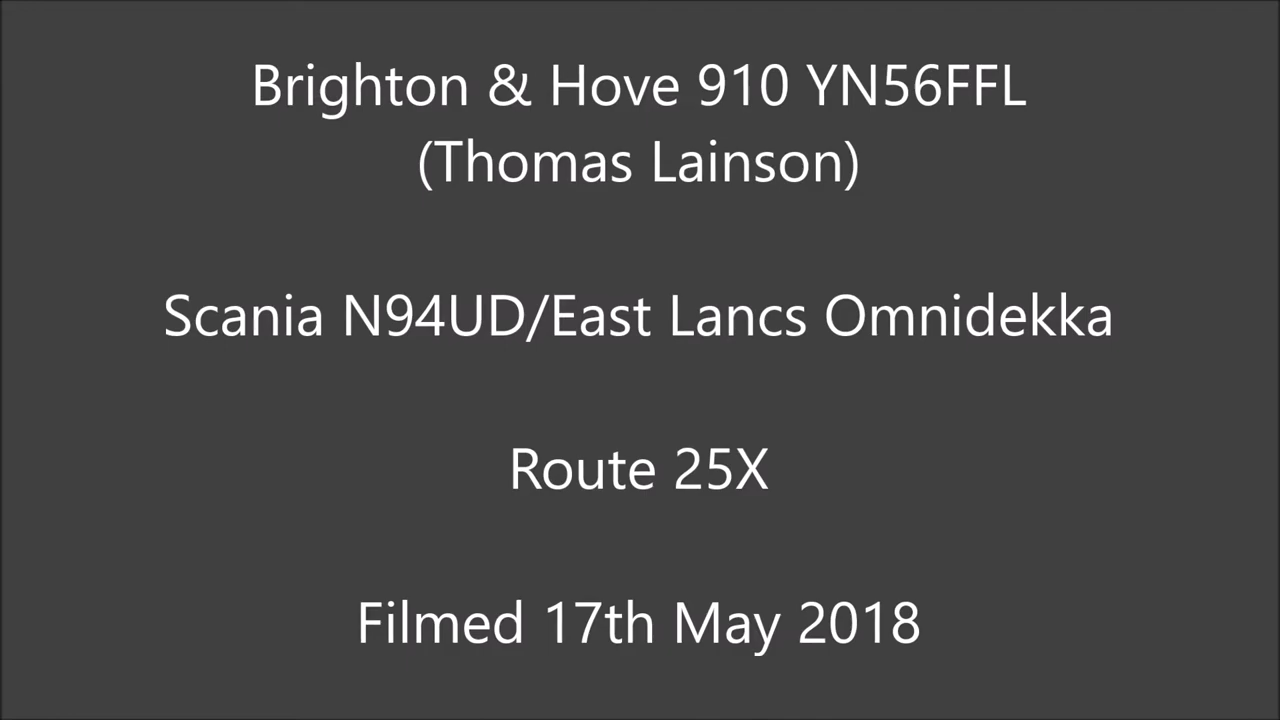 Brighton & Hove 910 YN56FFL
(Thomas Lainson)
Scania N94UD/East Lancs Omnidekka
Route 25X
Filmed 17th May 2018